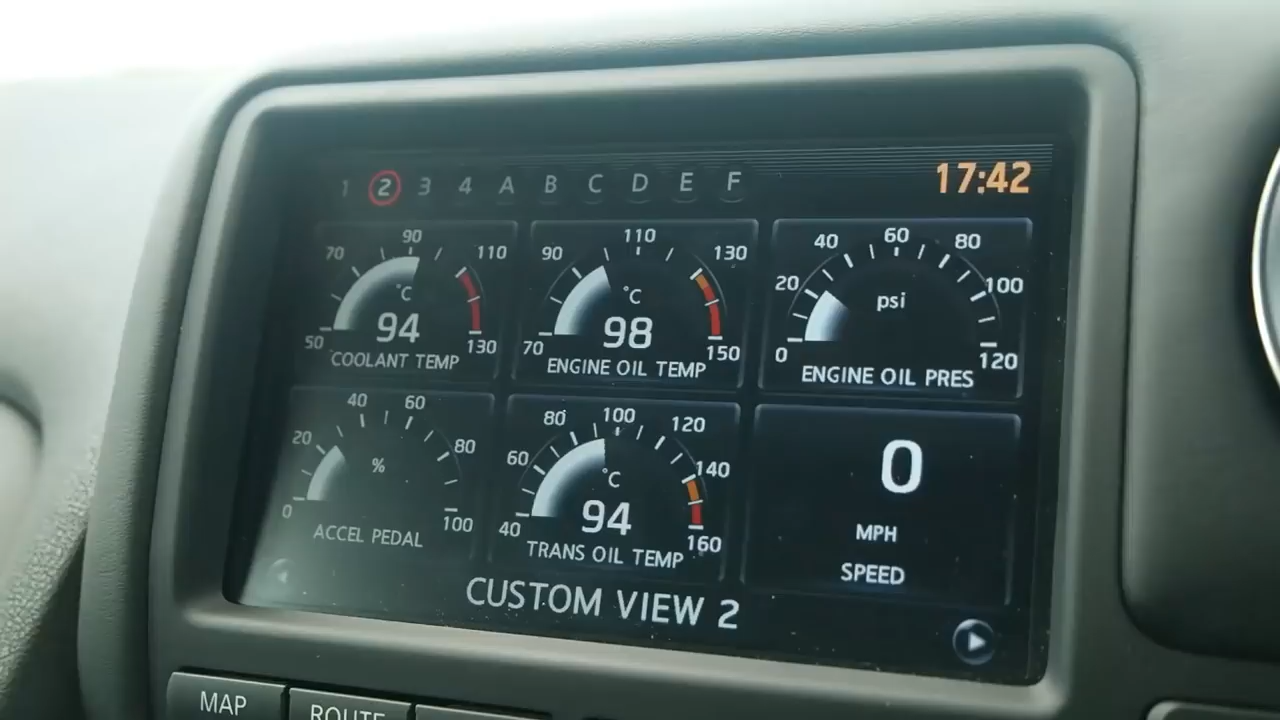 1 2 3 4 A B C D E F 17:42
50 70 90 110 130
°C
94
COOLANT TEMP
70 90 110 130 150
°C
98
ENGINE OIL TEMP
0 20 40 60 80 100 120
psi
ENGINE OIL PRES
0 20 40 60 80 100
%
ACCEL PEDAL
40 60 80 100 120 140 160
°C
94
TRANS OIL TEMP
0
MPH
SPEED
CUSTOM VIEW 2
MAP ROUTE